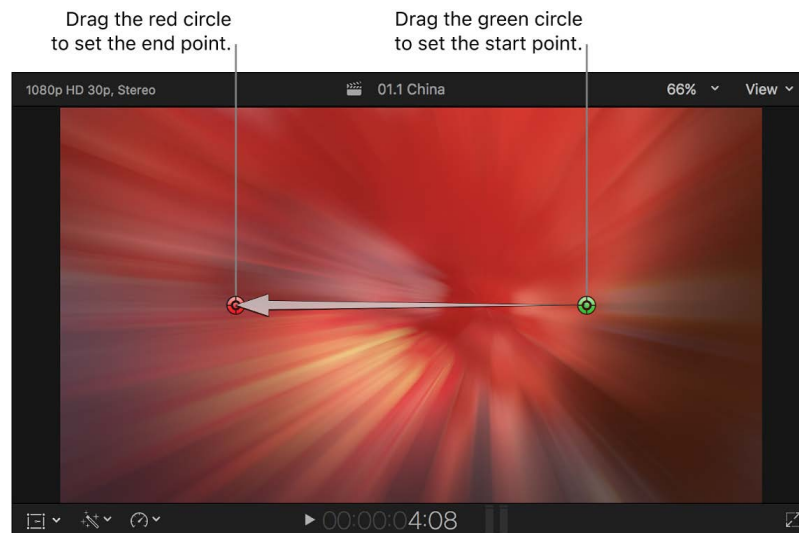 Drag the red circle
to set the end point.
Drag the green circle
to set the start point.
1080p HD 30p, Stereo
01.1 China
66%
View
00:00:04:08